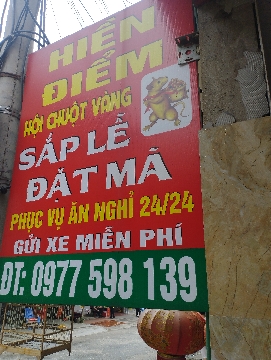 HIỀN
ĐIỂM
HỘI CHUỘT VÀNG
SẮP LỄ
ĐẶT MÃ
PHỤC VỤ ĂN NGHỈ 24/24
GỬI XE MIỄN PHÍ
ĐT: 0977 598 139